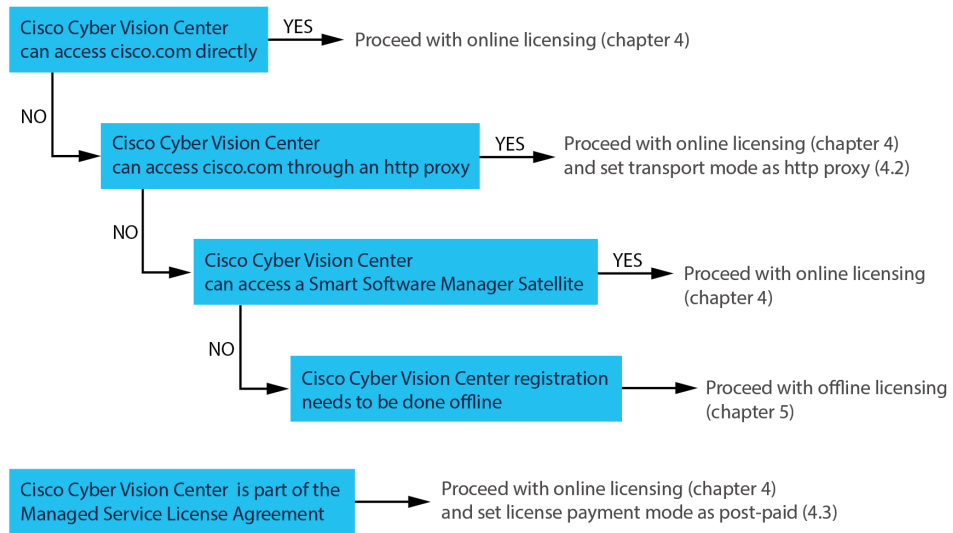 Cisco Cyber Vision Center
can access cisco.com directly
YES
Proceed with online licensing (chapter 4)
NO
Cisco Cyber Vision Center
can access cisco.com through an http proxy
YES
Proceed with online licensing (chapter 4)
and set transport mode as http proxy (4.2)
NO
Cisco Cyber Vision Center
can access a Smart Software Manager Satellite
YES
Proceed with online licensing
(chapter 4)
NO
Cisco Cyber Vision Center registration
needs to be done offline
Proceed with offline licensing
(chapter 5)
Cisco Cyber Vision Center is part of the
Managed Service License Agreement
Proceed with online licensing (chapter 4)
and set license payment mode as post-paid (4.3)